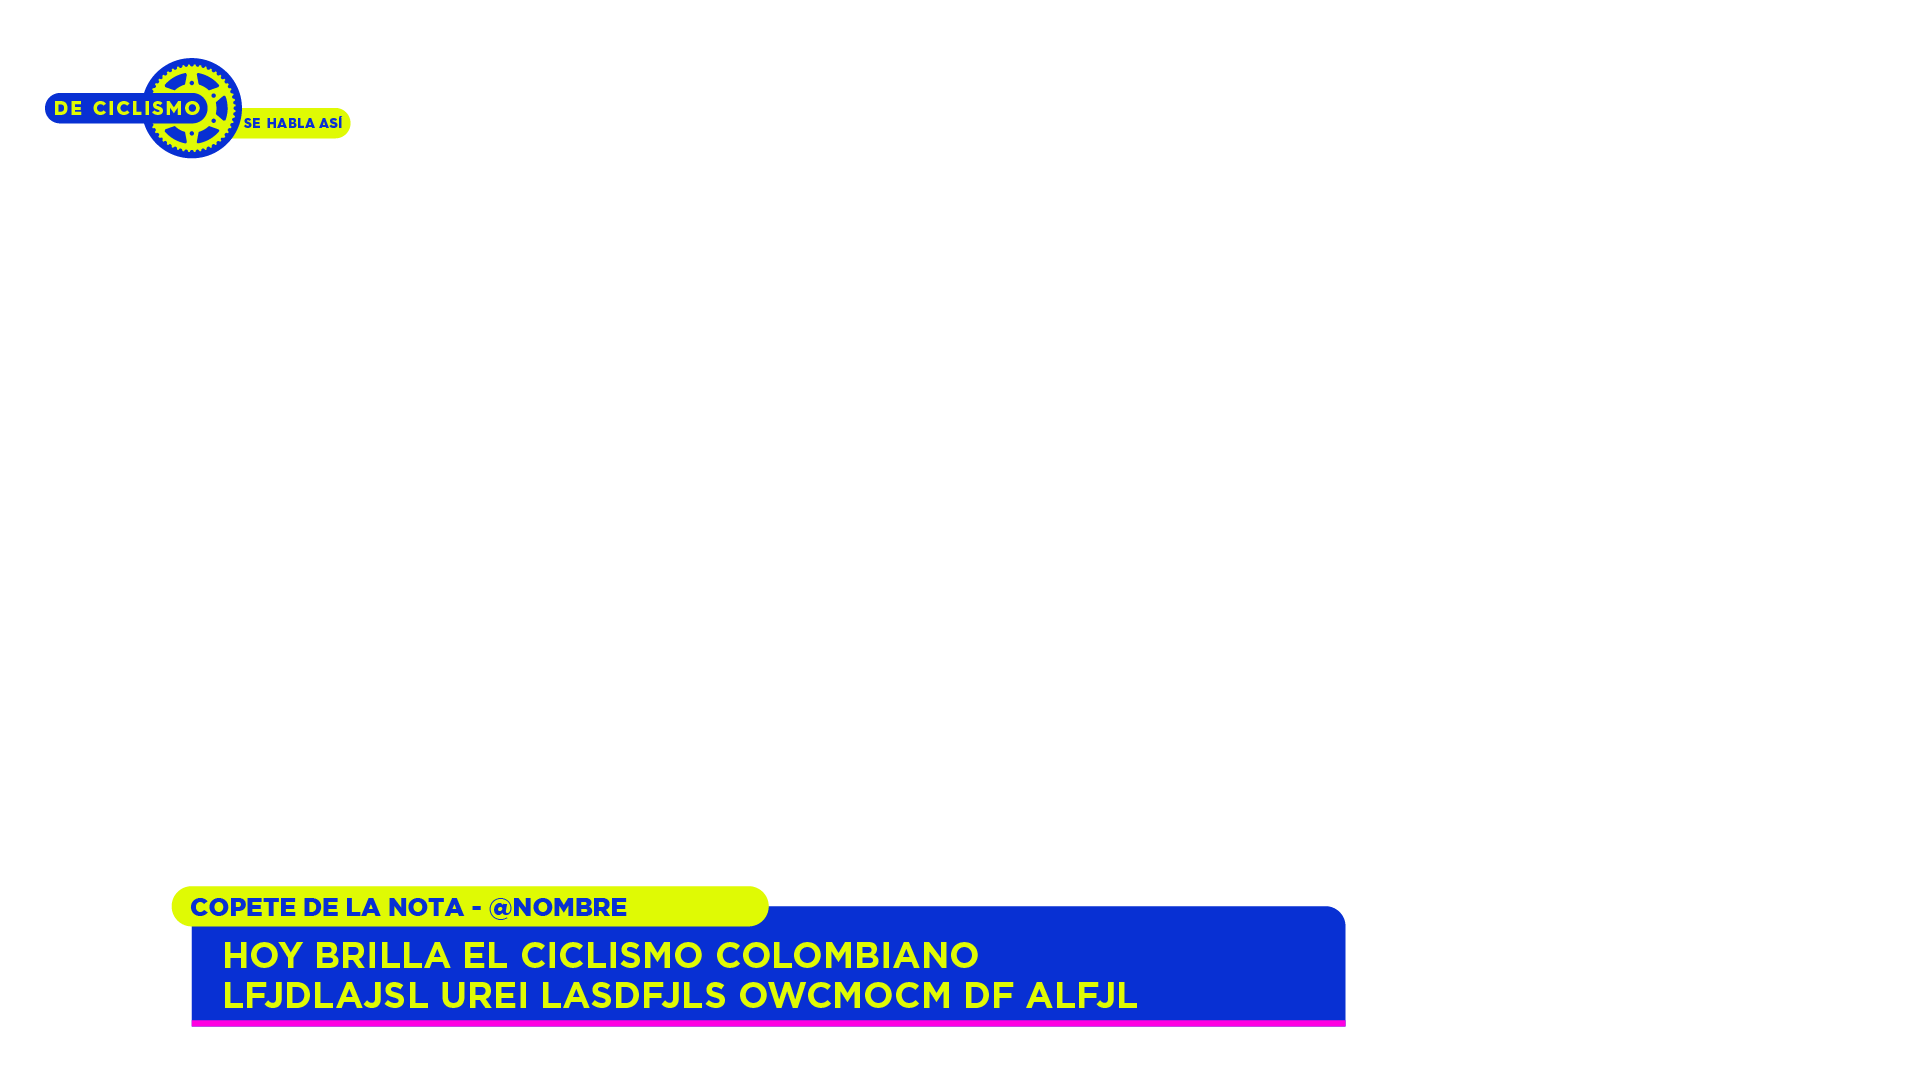 DE CICLISMO
SE HABLA ASÍ
COPETE DE LA NOTA - @NOMBRE
HOY BRILLA EL CICLISMO COLOMBIANO
LFJDLAJSL UREI LASDFJLS OWCMOCM DF ALFJL